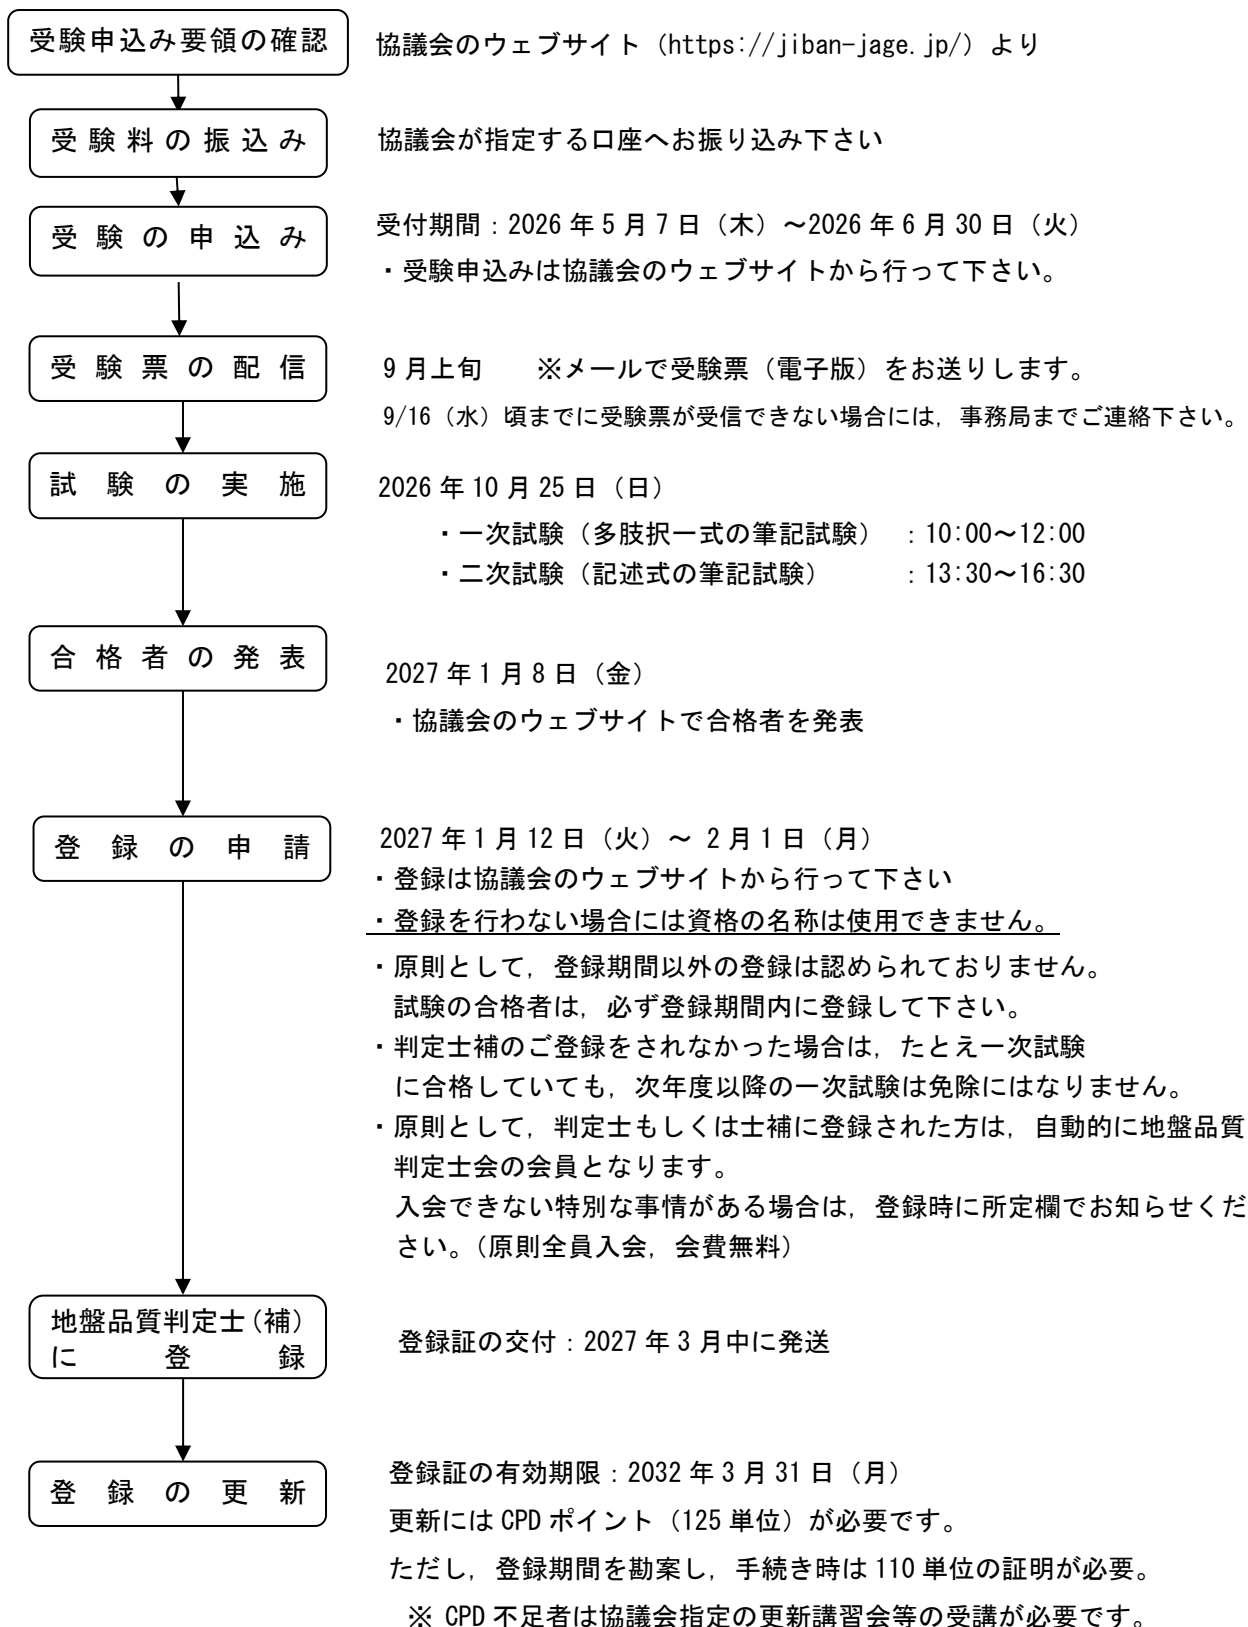 受験申込み要領の確認
協議会のウェブサイト（https://jiban-jage.jp/）より
受験料の振込み
協議会が指定する口座へお振り込み下さい
受験の申込み
受付期間：2026年5月7日（木）～2026年6月30日（火）
・受験申込みは協議会のウェブサイトから行って下さい。
受験票の配信
9月上旬　　※メールで受験票（電子版）をお送りします。
9/16（水）頃までに受験票が受信できない場合には，事務局までご連絡下さい。
試験の実施
2026年10月25日（日）
・一次試験（多肢択一式の筆記試験）　：10:00～12:00
・二次試験（記述式の筆記試験）　　　：13:30～16:30
合格者の発表
2027年1月8日（金）
・協議会のウェブサイトで合格者を発表
登録の申請
2027年1月12日（火）～ 2月1日（月）
・登録は協議会のウェブサイトから行って下さい
・登録を行わない場合には資格の名称は使用できません。
・原則として，登録期間以外の登録は認められておりません。
試験の合格者は，必ず登録期間内に登録して下さい。
・判定士補のご登録をされなかった場合は，たとえ一次試験
に合格していても，次年度以降の一次試験は免除にはなりません。
・原則として，判定士もしくは士補に登録された方は，自動的に地盤品質
判定士会の会員となります。
入会できない特別な事情がある場合は，登録時に所定欄でお知らせくだ
さい。（原則全員入会，会費無料）
地盤品質判定士（補）
に登録
登録証の交付：2027年3月中に発送
登録の更新
登録証の有効期限：2032年3月31日（月）
更新にはCPDポイント（125単位）が必要です。
ただし，登録期間を勘案し，手続き時は110単位の証明が必要。
※ CPD不足者は協議会指定の更新講習会等の受講が必要です。